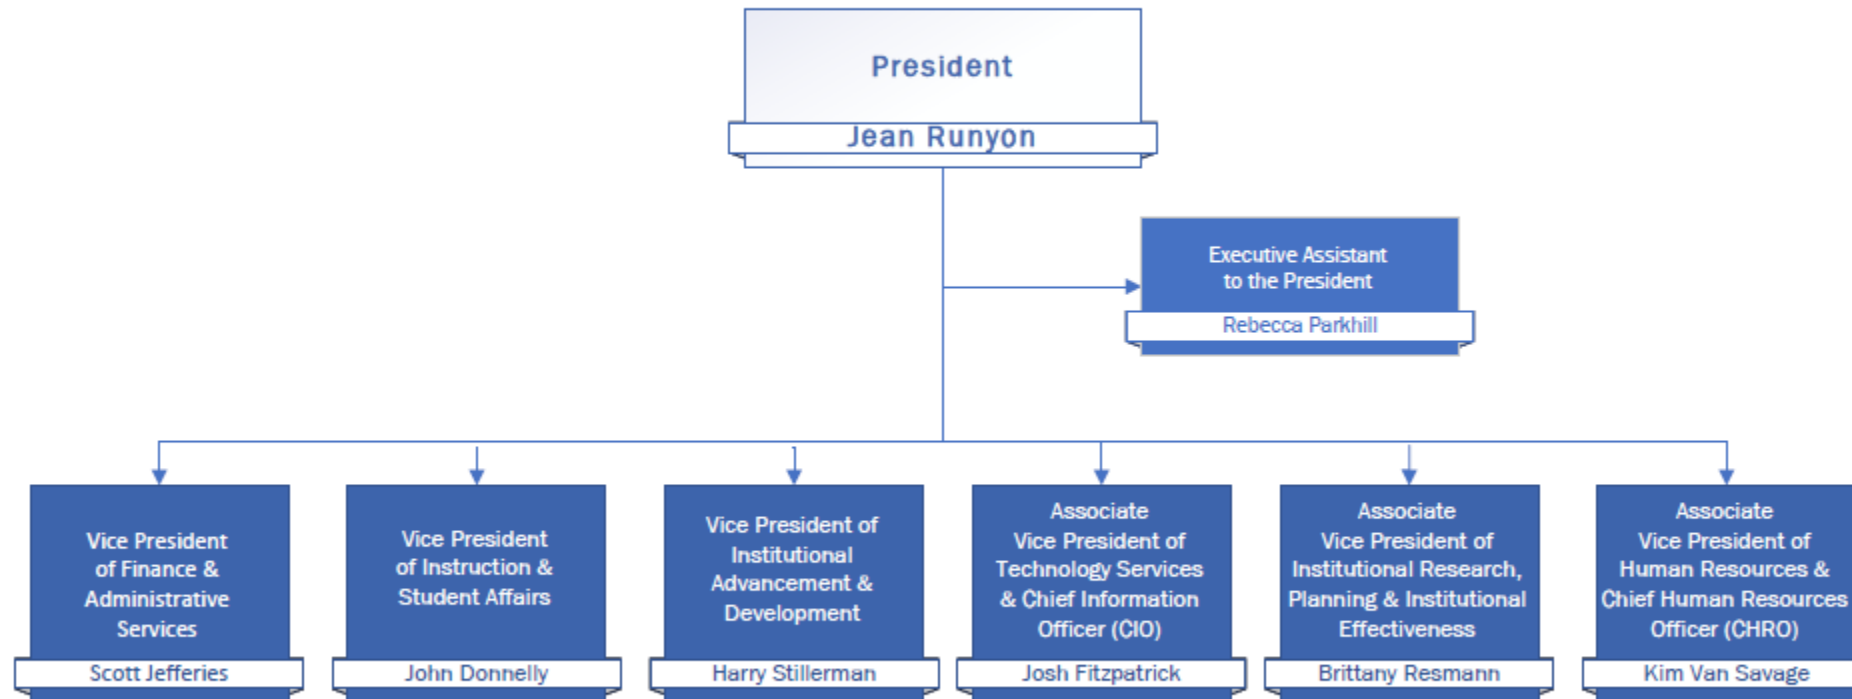 President
Jean Runyon
Executive Assistant
to the President
Rebecca Parkhill
Vice President
of Finance &
Administrative
Services
Scott Jefferies
Vice President
of Instruction &
Student Affairs
John Donnelly
Vice President of
Institutional
Advancement &
Development
Harry Stillerman
Associate
Vice President of
Technology Services
& Chief Information
Officer (CIO)
Josh Fitzpatrick
Associate
Vice President of
Institutional Research,
Planning & Institutional
Effectiveness
Brittany Resmann
Associate
Vice President of
Human Resources &
Chief Human Resources
Officer (CHRO)
Kim Van Savage